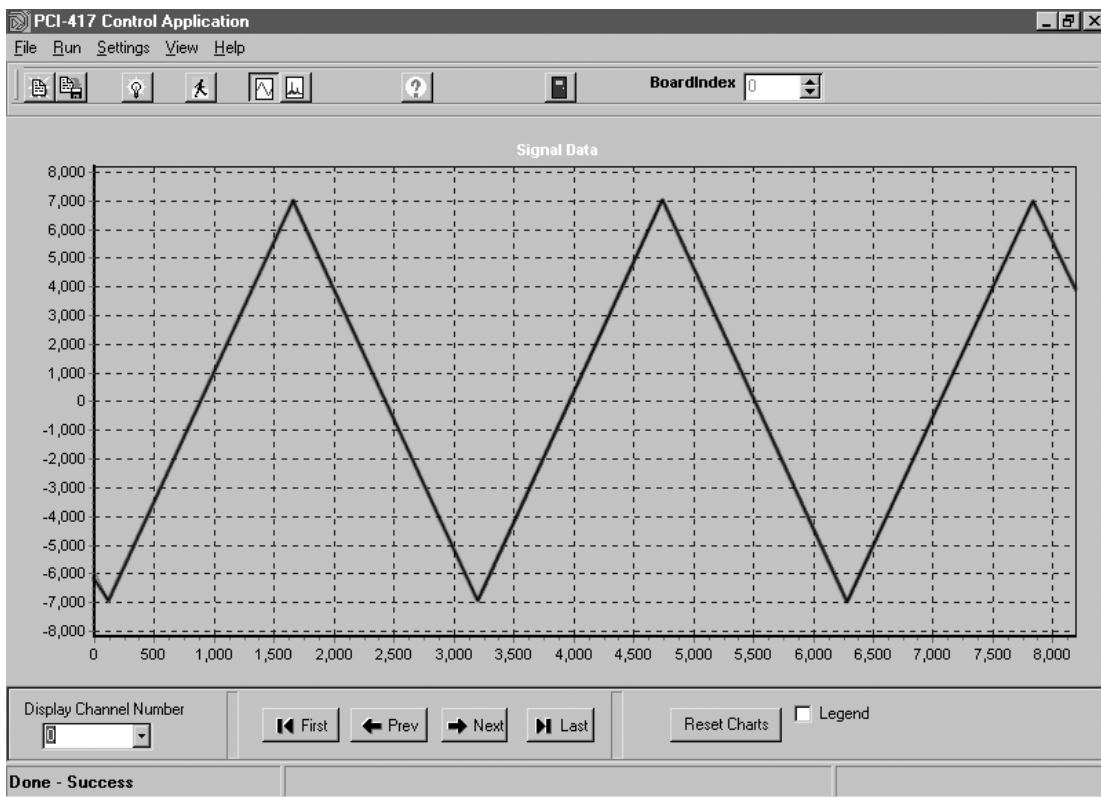 PCI-417 Control Application
File Run Settings View Help
BoardIndex 0
Signal Data
8,000
7,000
6,000
5,000
4,000
3,000
2,000
1,000
0
-1,000
-2,000
-3,000
-4,000
-5,000
-6,000
-7,000
-8,000
0 500 1,000 1,500 2,000 2,500 3,000 3,500 4,000 4,500 5,000 5,500 6,000 6,500 7,000 7,500 8,000
Display Channel Number
0
First Prev Next Last
Reset Charts
Legend
Done - Success